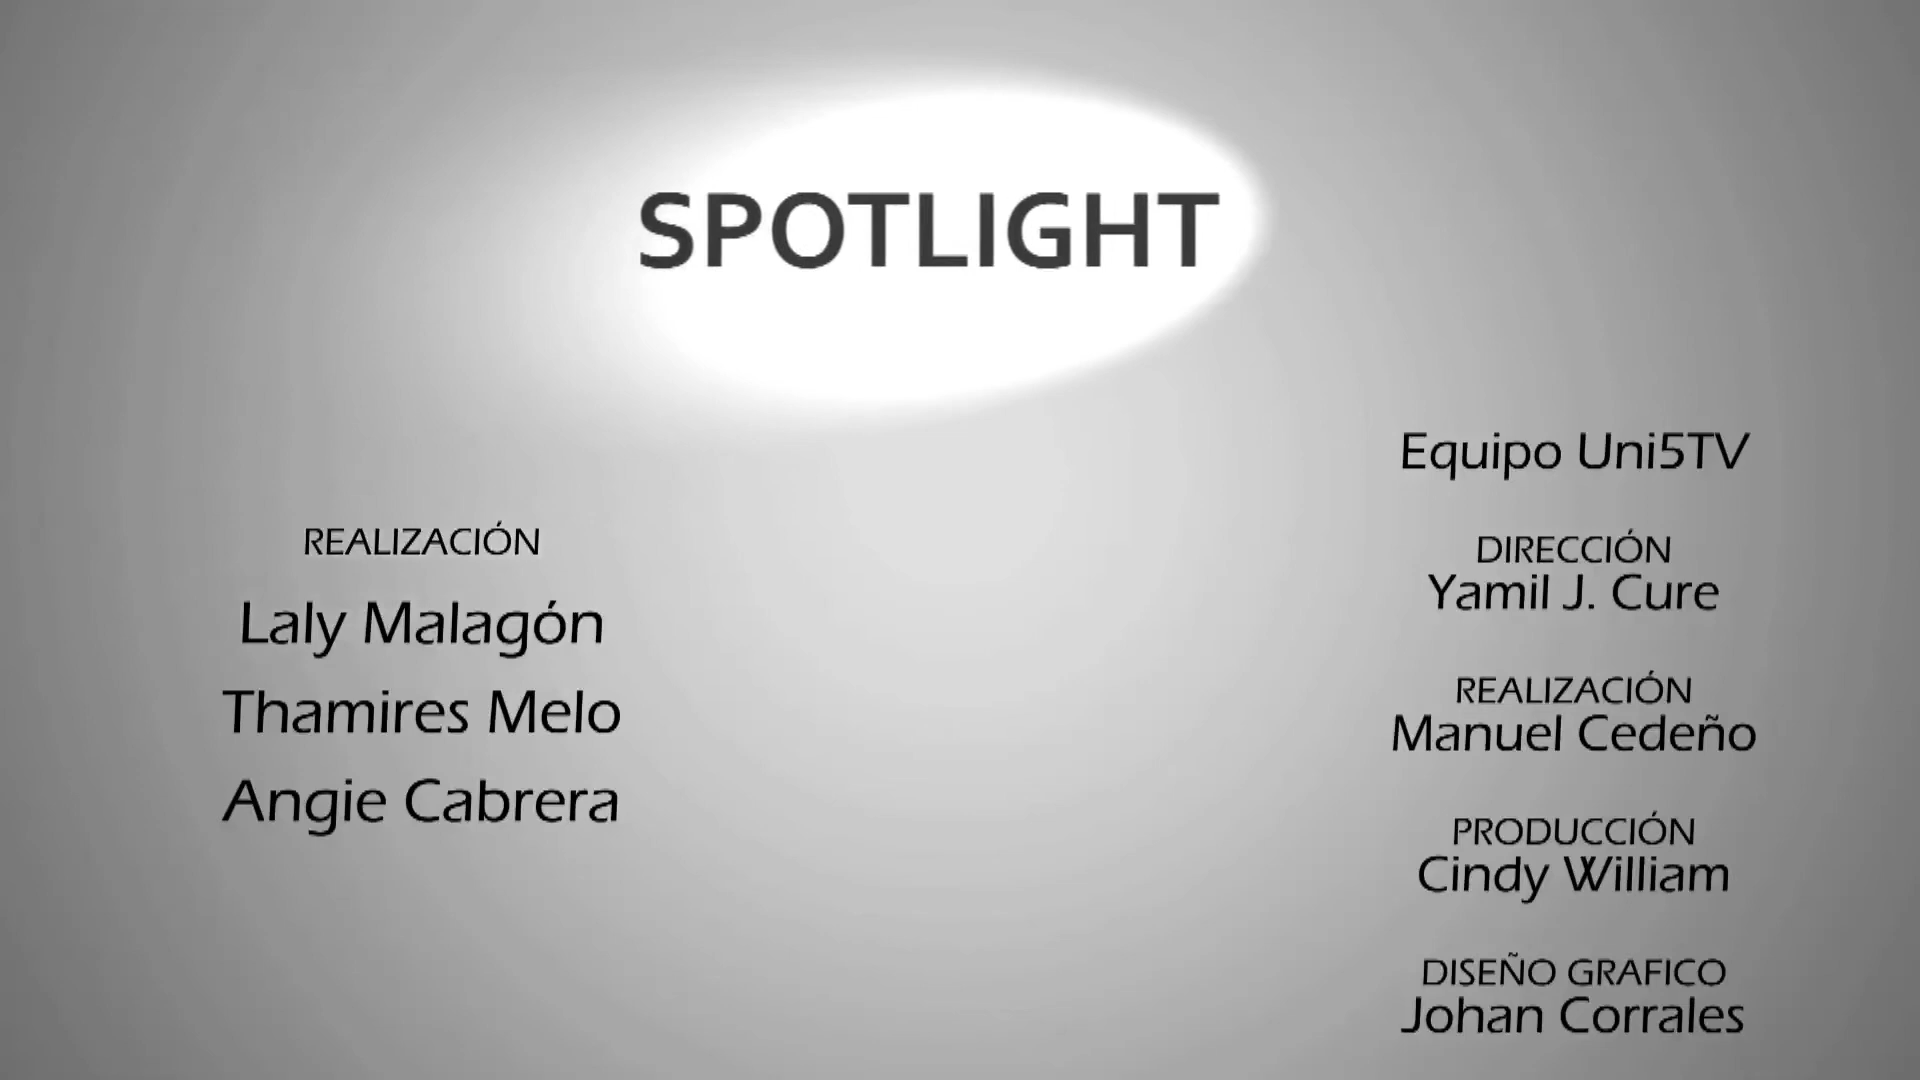 SPOTLIGHT
REALIZACIÓN
Laly Malagón
Thamires Melo
Angie Cabrera
Equipo Uni5TV
DIRECCIÓN
Yamil J. Cure
REALIZACIÓN
Manuel Cedeño
PRODUCCIÓN
Cindy William
DISEÑO GRAFICO
Johan Corrales